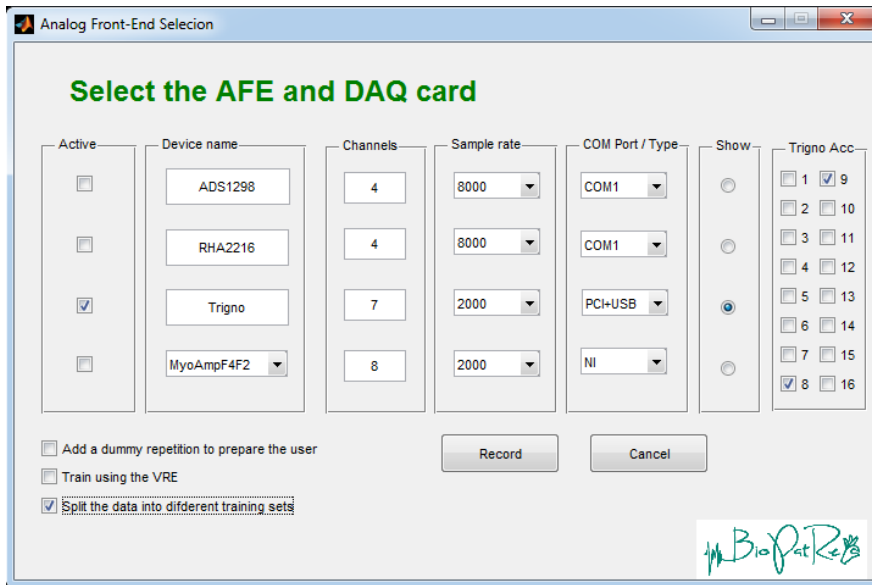 Analog Front-End Selecion
Select the AFE and DAQ card
Active Device name Channels Sample rate COM Port / Type Show Trigno Acc
ADS1298 4 8000 COM1
RHA2216 4 8000 COM1
Trigno 7 2000 PCI+USB
MyoAmpF4F2 8 2000 NI
1 9
2 10
3 11
4 12
5 13
6 14
7 15
8 16
Add a dummy repetition to prepare the user
Train using the VRE
Split the data into difderent training sets
Record Cancel
BioPatRec